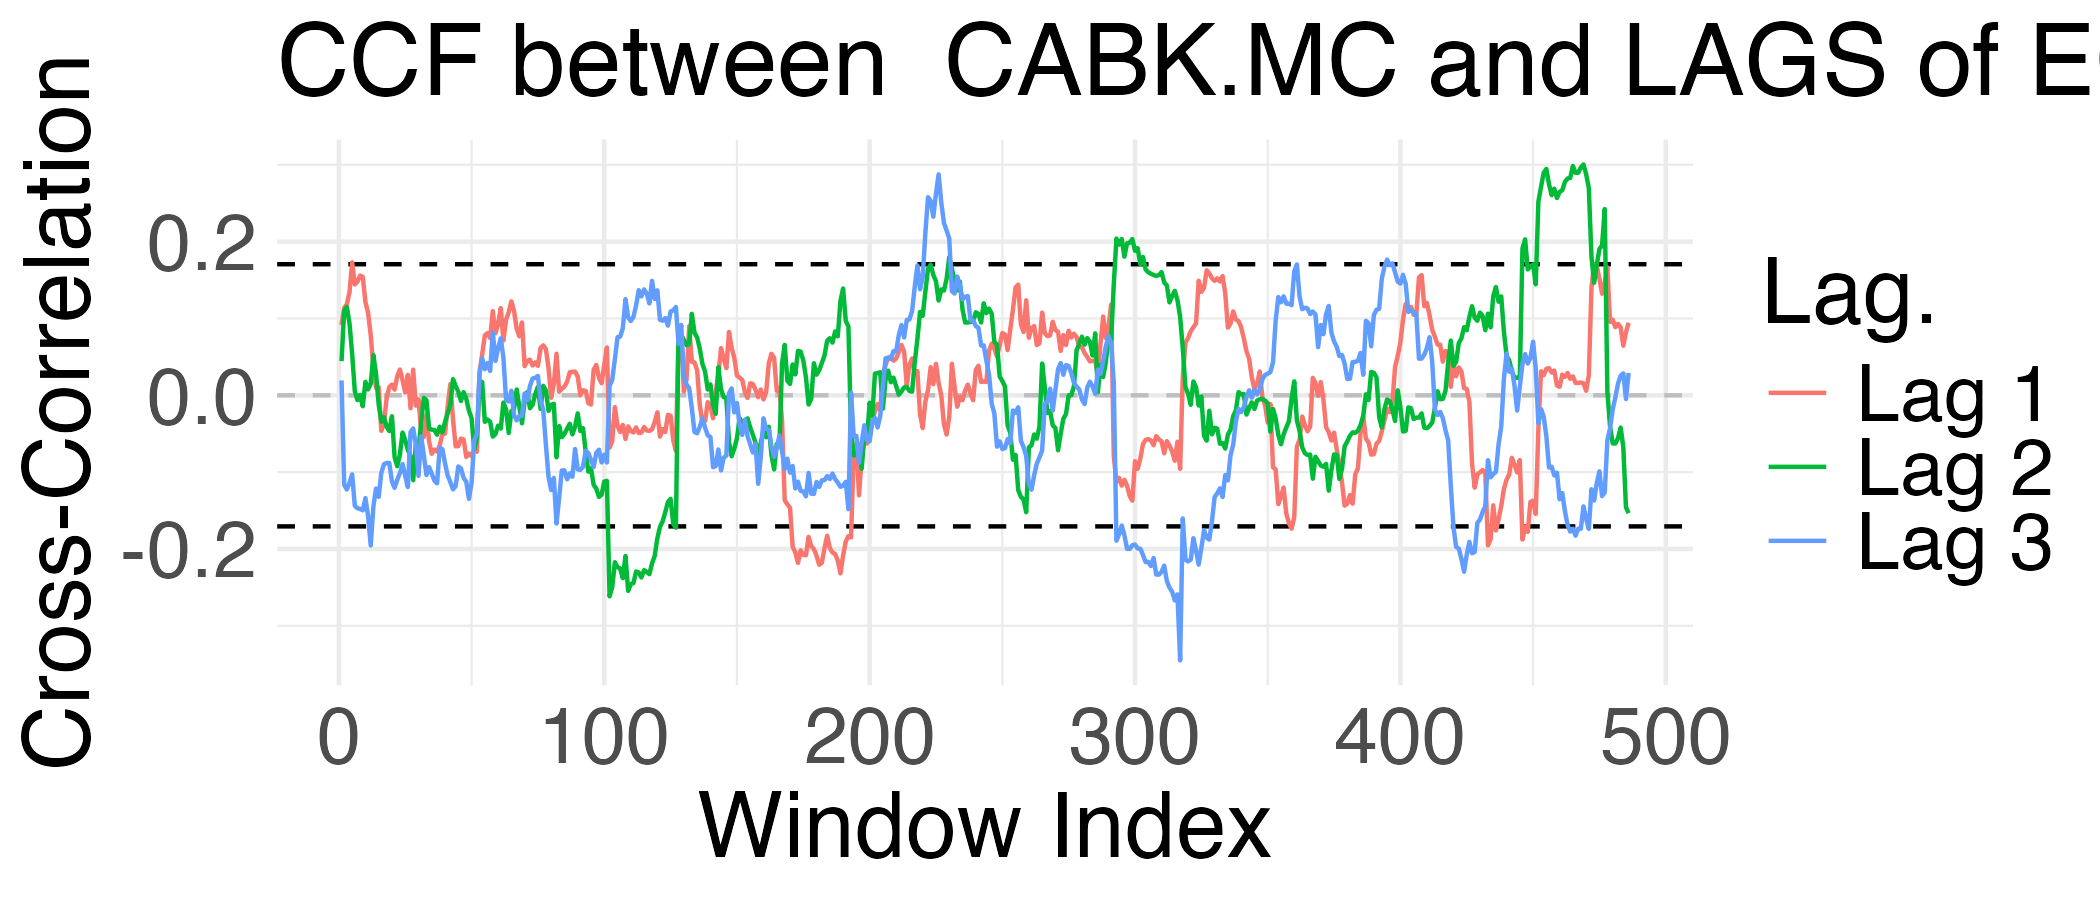 CCF between CABK.MC and LAGS of
Cross-Correlation
0.2
0.0
-0.2
0 100 200 300 400 500
Window Index
Lag.
Lag 1
Lag 2
Lag 3